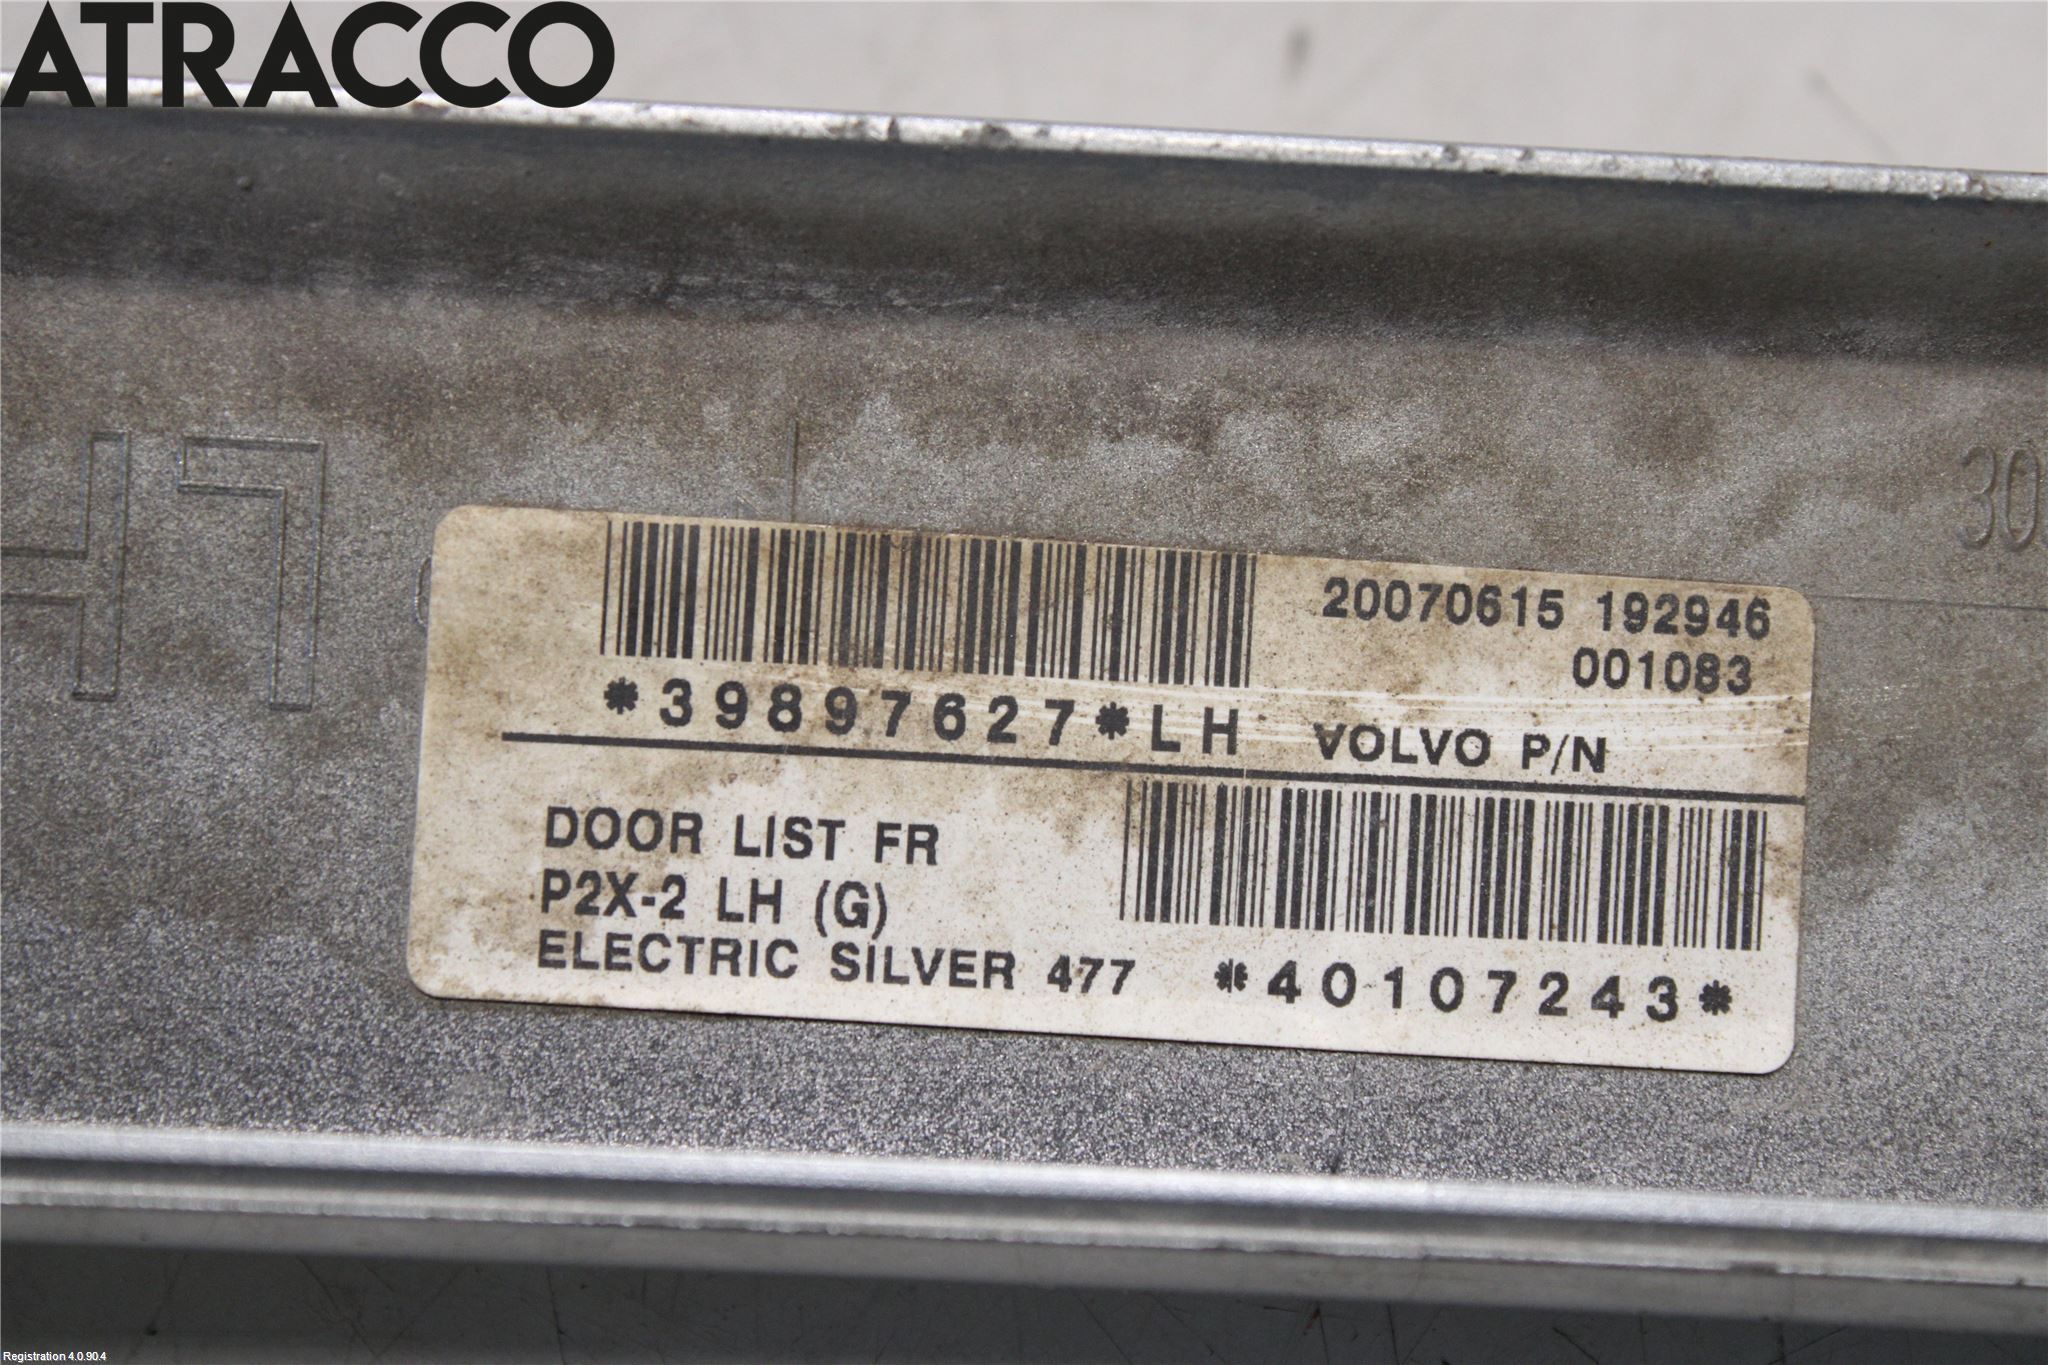 ATRACCO
30
20070615 192946
001083
*39897627*LH VOLVO P/N
DOOR LIST FR
P2X-2 LH (G)
ELECTRIC SILVER 477 *40107243*
Registration 4.0.90.4